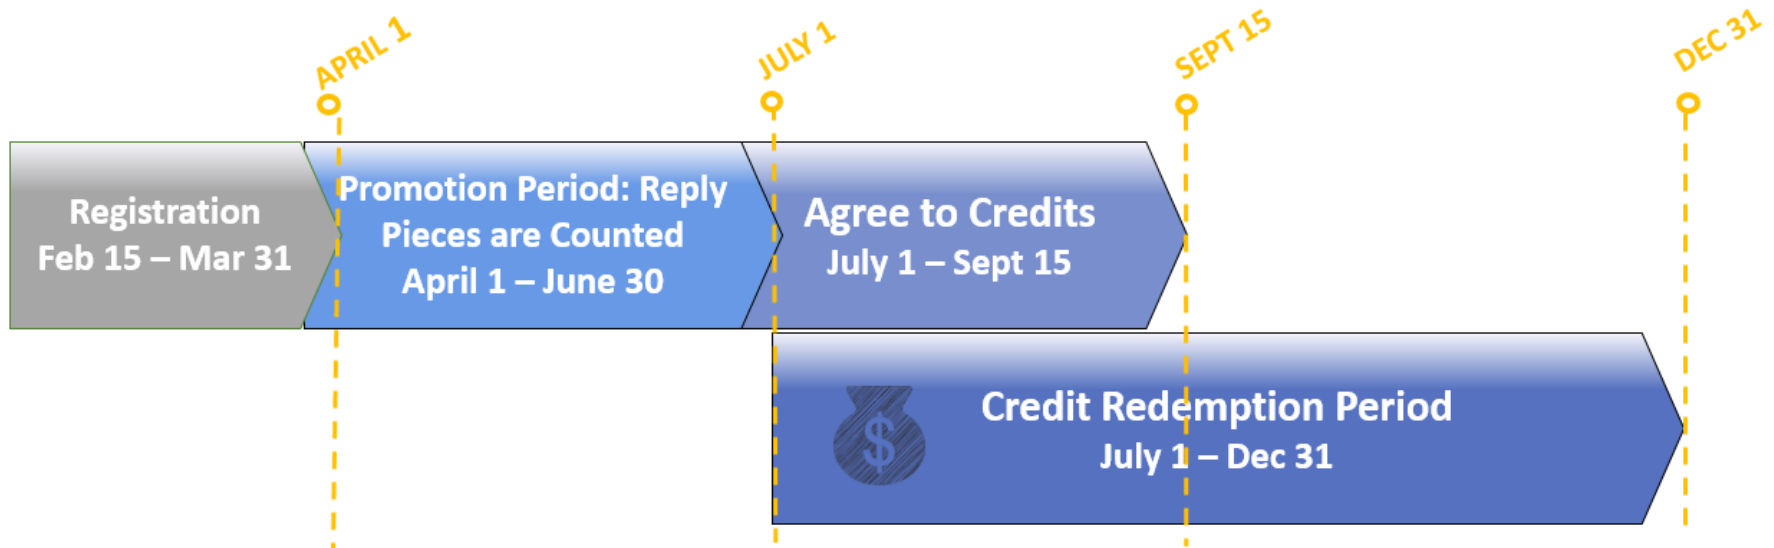 APRIL 1
JULY 1
SEPT 15
DEC 31
Registration
Feb 15 – Mar 31
Promotion Period: Reply
Pieces are Counted
April 1 – June 30
Agree to Credits
July 1 – Sept 15
$
Credit Redemption Period
July 1 – Dec 31